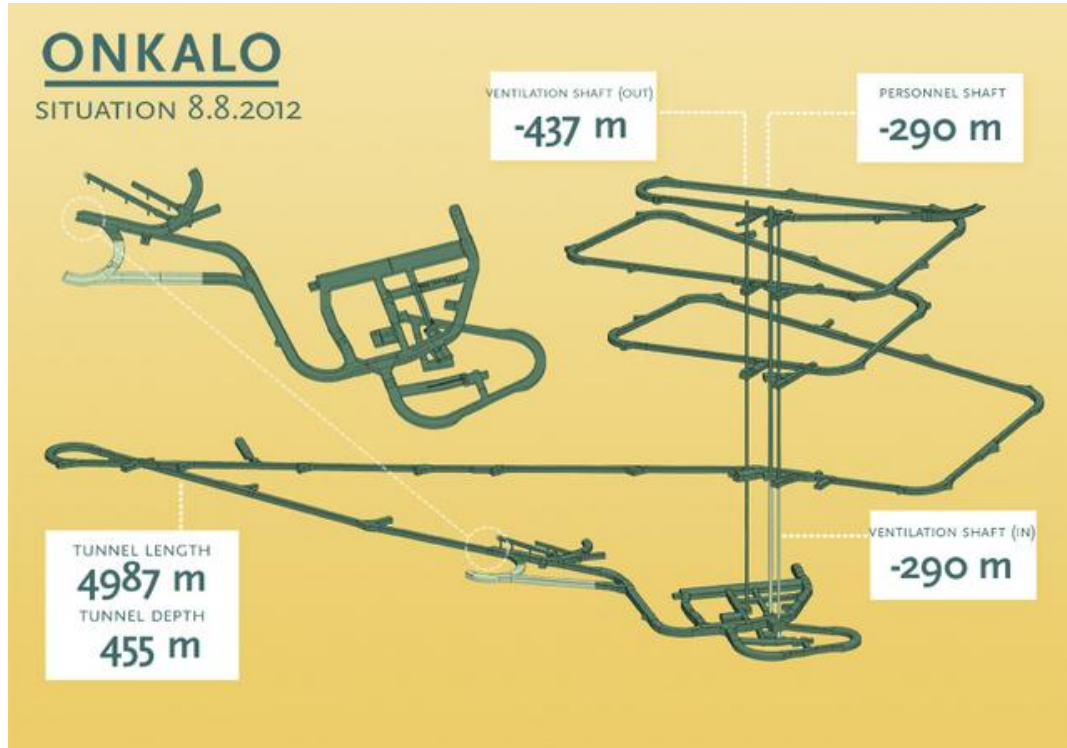 ONKALO
SITUATION 8.8.2012
VENTILATION SHAFT (OUT)
-437 m
PERSONNEL SHAFT
-290 m
VENTILATION SHAFT (IN)
-290 m
TUNNEL LENGTH
4987 m
TUNNEL DEPTH
455 m